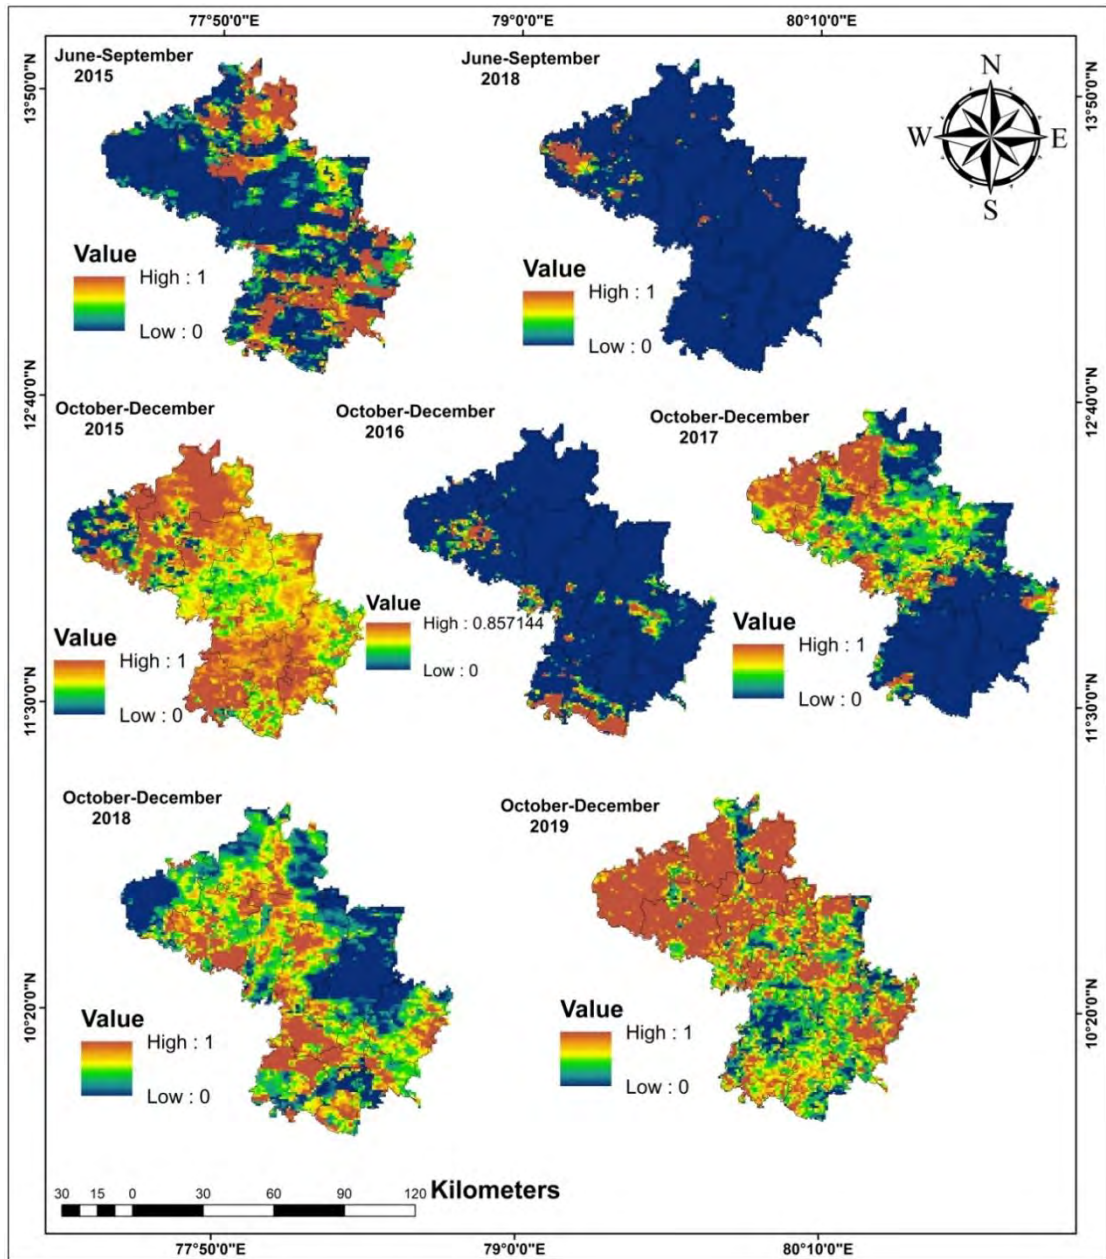 77°50'0"E 79°0'0"E 80°10'0"E
June-September
2015
June-September
2018
N
W E
S
13°50'0"N
13°50'0"N
Value
High : 1
Low : 0
Value
High : 1
Low : 0
12°40'0"N
12°40'0"N
October-December
2015
October-December
2016
October-December
2017
Value
High : 1
Low : 0
Value
High : 0.857144
Low : 0
Value
High : 1
Low : 0
11°30'0"N
11°30'0"N
October-December
2018
October-December
2019
Value
High : 1
Low : 0
Value
High : 1
Low : 0
10°20'0"N
10°20'0"N
30 15 0 30 60 90 120 Kilometers
77°50'0"E 79°0'0"E 80°10'0"E